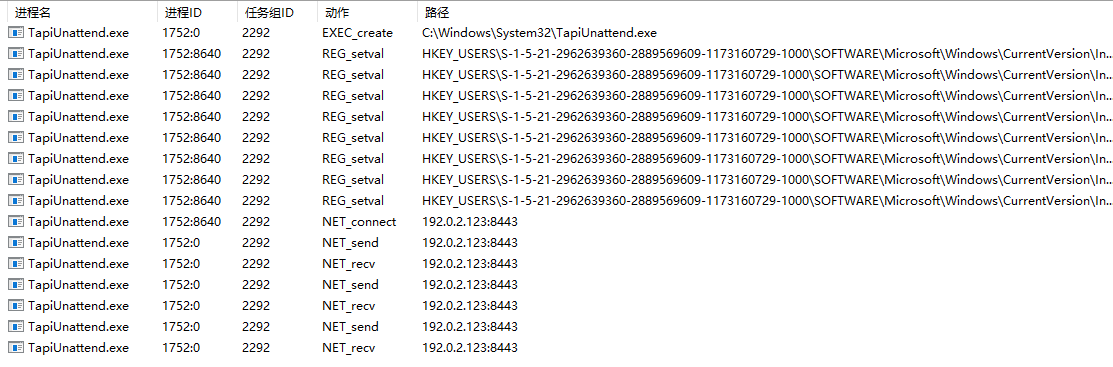 进程名 进程ID 任务组ID 动作 路径
TapiUnattend.exe 1752:0 2292 EXEC_create C:\Windows\System32\TapiUnattend.exe
TapiUnattend.exe 1752:8640 2292 REG_setval HKEY_USERS\S-1-5-21-2962639360-2889569609-1173160729-1000\SOFTWARE\Microsoft\Windows\CurrentVersion\In...
TapiUnattend.exe 1752:8640 2292 REG_setval HKEY_USERS\S-1-5-21-2962639360-2889569609-1173160729-1000\SOFTWARE\Microsoft\Windows\CurrentVersion\In...
TapiUnattend.exe 1752:8640 2292 REG_setval HKEY_USERS\S-1-5-21-2962639360-2889569609-1173160729-1000\SOFTWARE\Microsoft\Windows\CurrentVersion\In...
TapiUnattend.exe 1752:8640 2292 REG_setval HKEY_USERS\S-1-5-21-2962639360-2889569609-1173160729-1000\SOFTWARE\Microsoft\Windows\CurrentVersion\In...
TapiUnattend.exe 1752:8640 2292 REG_setval HKEY_USERS\S-1-5-21-2962639360-2889569609-1173160729-1000\SOFTWARE\Microsoft\Windows\CurrentVersion\In...
TapiUnattend.exe 1752:8640 2292 REG_setval HKEY_USERS\S-1-5-21-2962639360-2889569609-1173160729-1000\SOFTWARE\Microsoft\Windows\CurrentVersion\In...
TapiUnattend.exe 1752:8640 2292 REG_setval HKEY_USERS\S-1-5-21-2962639360-2889569609-1173160729-1000\SOFTWARE\Microsoft\Windows\CurrentVersion\In...
TapiUnattend.exe 1752:8640 2292 REG_setval HKEY_USERS\S-1-5-21-2962639360-2889569609-1173160729-1000\SOFTWARE\Microsoft\Windows\CurrentVersion\In...
TapiUnattend.exe 1752:8640 2292 NET_connect 192.0.2.123:8443
TapiUnattend.exe 1752:0 2292 NET_send 192.0.2.123:8443
TapiUnattend.exe 1752:0 2292 NET_recv 192.0.2.123:8443
TapiUnattend.exe 1752:0 2292 NET_send 192.0.2.123:8443
TapiUnattend.exe 1752:0 2292 NET_recv 192.0.2.123:8443
TapiUnattend.exe 1752:0 2292 NET_send 192.0.2.123:8443
TapiUnattend.exe 1752:0 2292 NET_recv 192.0.2.123:8443